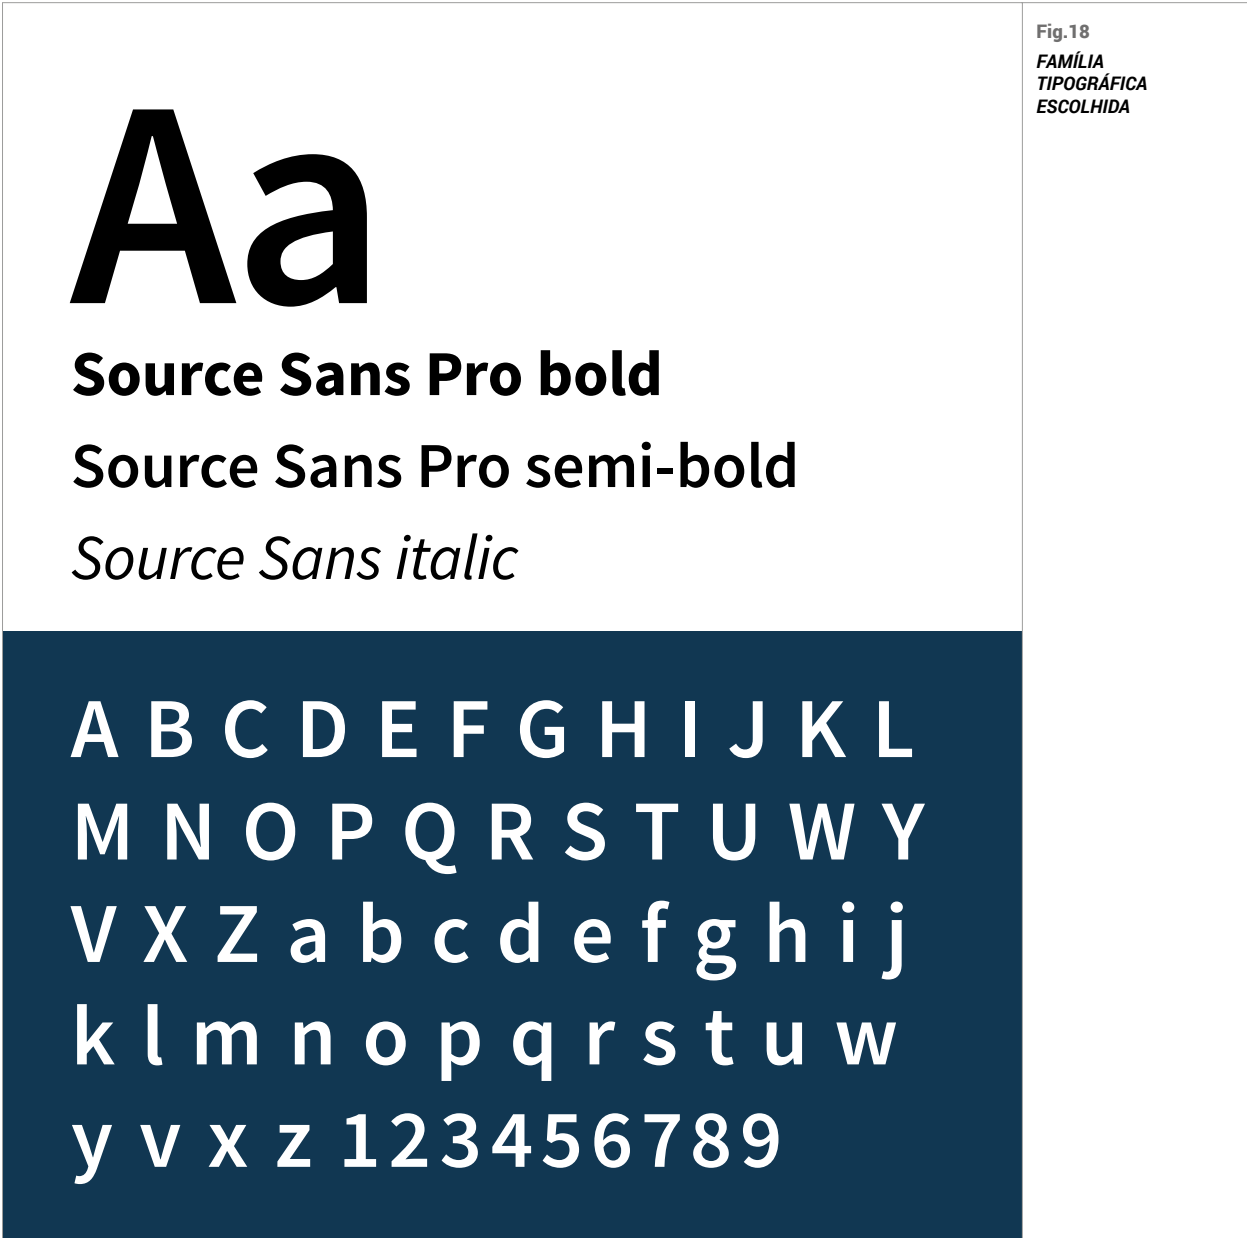 Fig.18
FAMÍLIA
TIPOGRÁFICA
ESCOLHIDA
Aa
Source Sans Pro bold
Source Sans Pro semi-bold
Source Sans italic
A B C D E F G H I J K L
M N O P Q R S T U W Y
V X Z a b c d e f g h i j
k l m n o p q r s t u w
y v x z 123456789